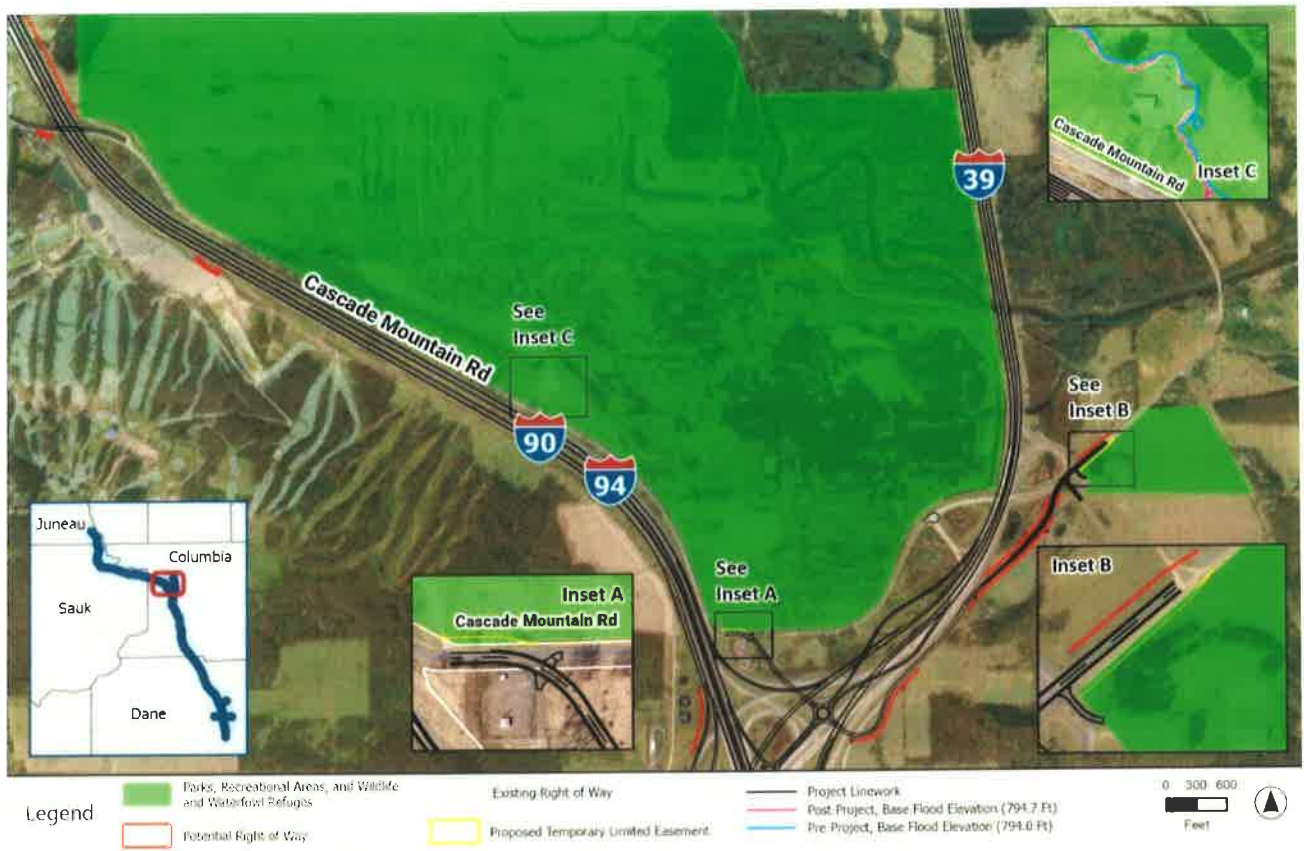 39
Cascade Mountain Rd
Inset C
Cascade Mountain Rd
See
Inset C
90
94
See
Inset B
Juneau
Columbia
Sauk
Dane
Inset A
Cascade Mountain Rd
See
Inset A
Inset B
Legend
Parks, Recreational Areas, and Wildlife
and Waterfowl Refuges
Potential Right of Way
Existing Right of Way
Proposed Temporary Limited Easement
Project Linework
Post-Project, Base Flood Elevation (794.7 Ft)
Pre-Project, Base Flood Elevation (794.6 Ft)
0 300 600
Feet